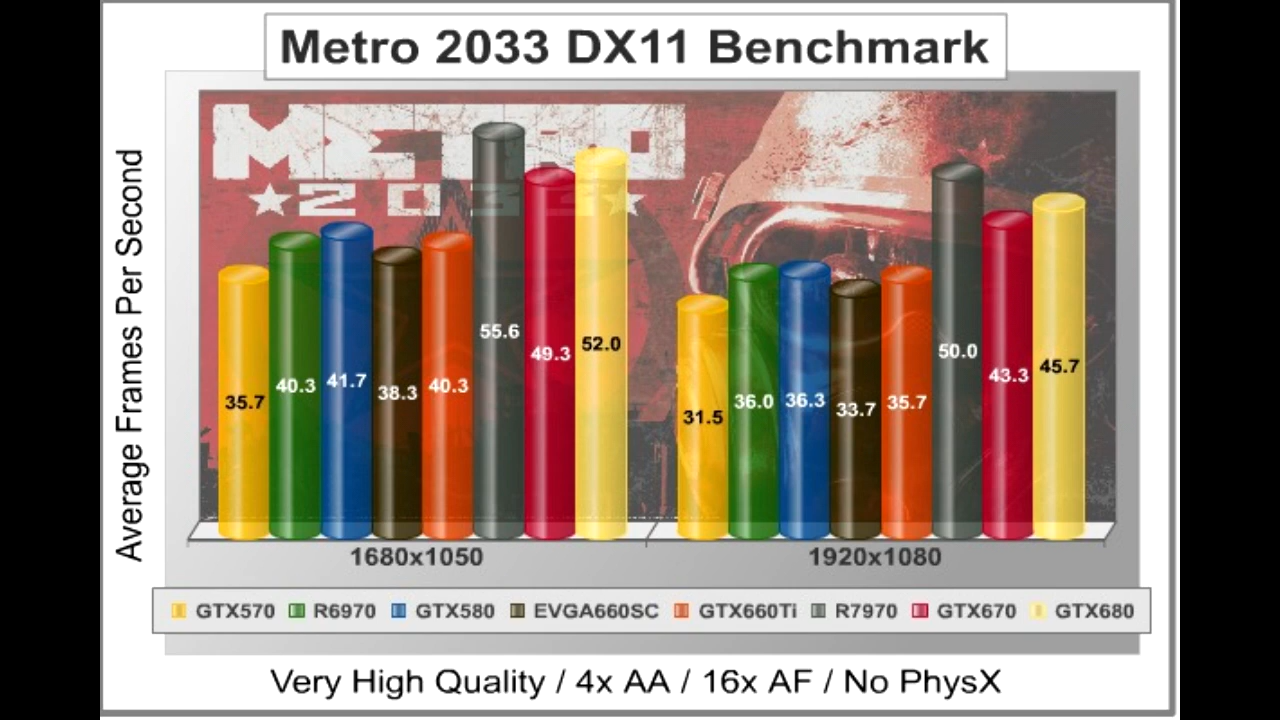 Metro 2033 DX11 Benchmark
Average Frames Per Second
METRO
2033
35.7 40.3 41.7 38.3 40.3 55.6 49.3 52.0
31.5 36.0 36.3 33.7 35.7 50.0 43.3 45.7
1680x1050 1920x1080
GTX570 R6970 GTX580 EVGA660SC GTX660Ti R7970 GTX670 GTX680
Very High Quality / 4x AA / 16x AF / No PhysX